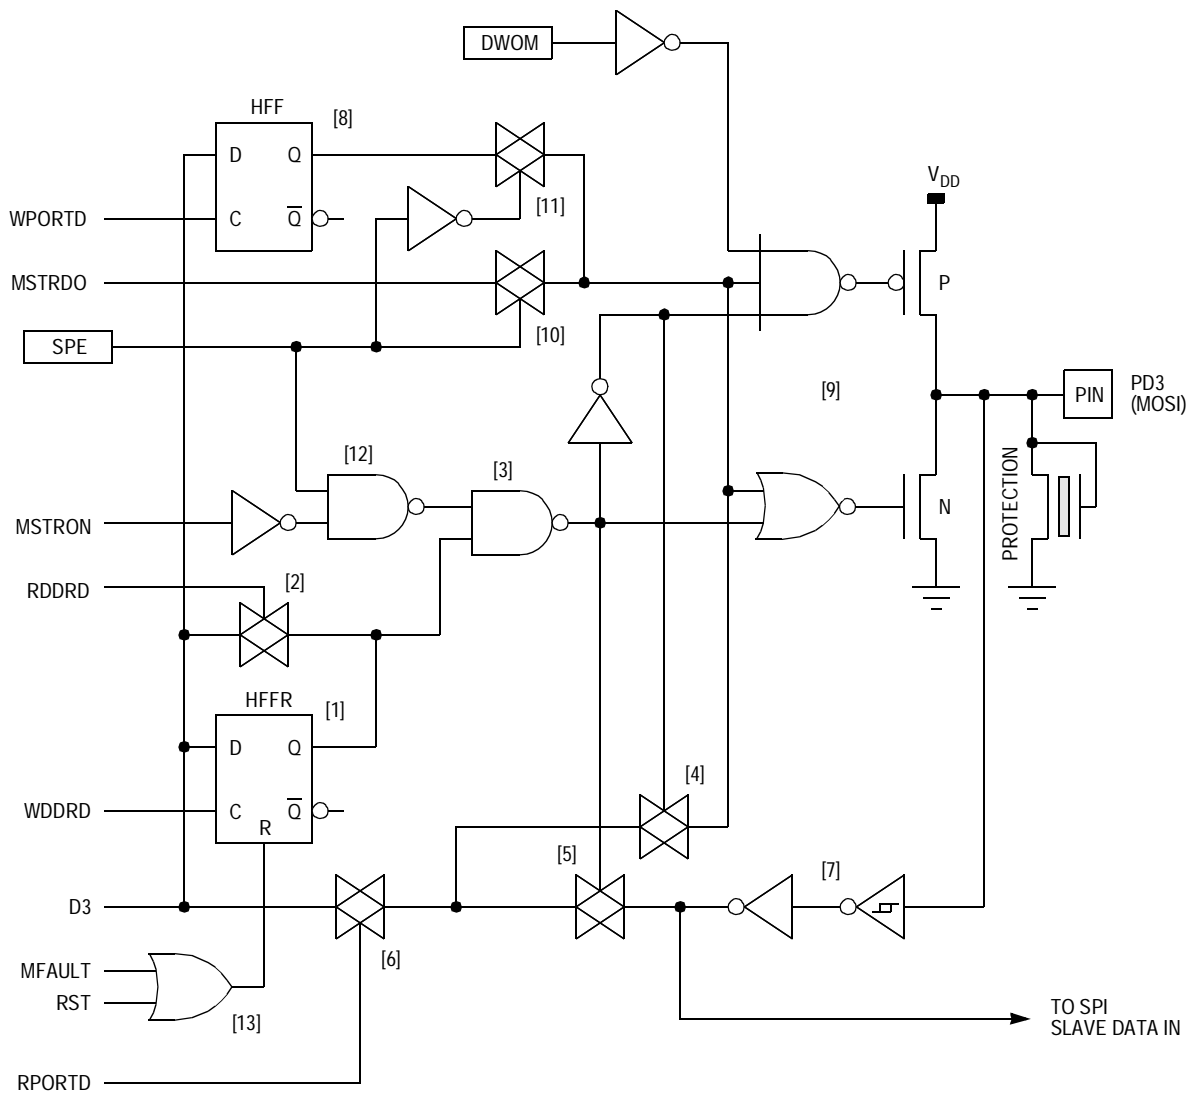 DWOM
HFF
[8]
D
Q
WPORTD
C
Q
[11]
VDD
MSTRDO
P
SPE
[10]
[9]
PIN
PD3
(MOSI)
[12]
[3]
PROTECTION
MSTRON
N
RDDRD
[2]
HFFR
[1]
D
Q
[4]
WDDRD
C
Q
R
[5]
[7]
D3
[6]
MFAULT
RST
[13]
TO SPI
SLAVE DATA IN
RPORTD